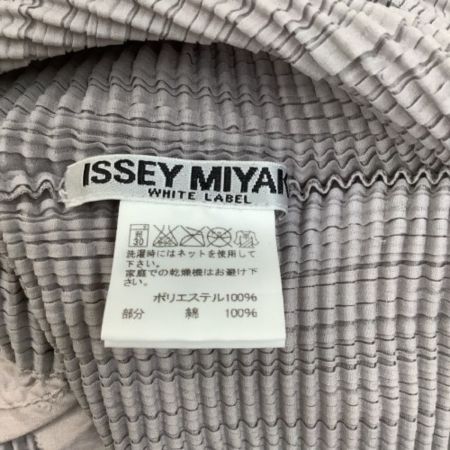 ISSEY MIYAK
WHITE LABEL
弱
30
洗濯時にはネットを使用して
下さい。
家庭での乾燥機はお避け下
さい。
ポリエステル100%
部分 綿 100%